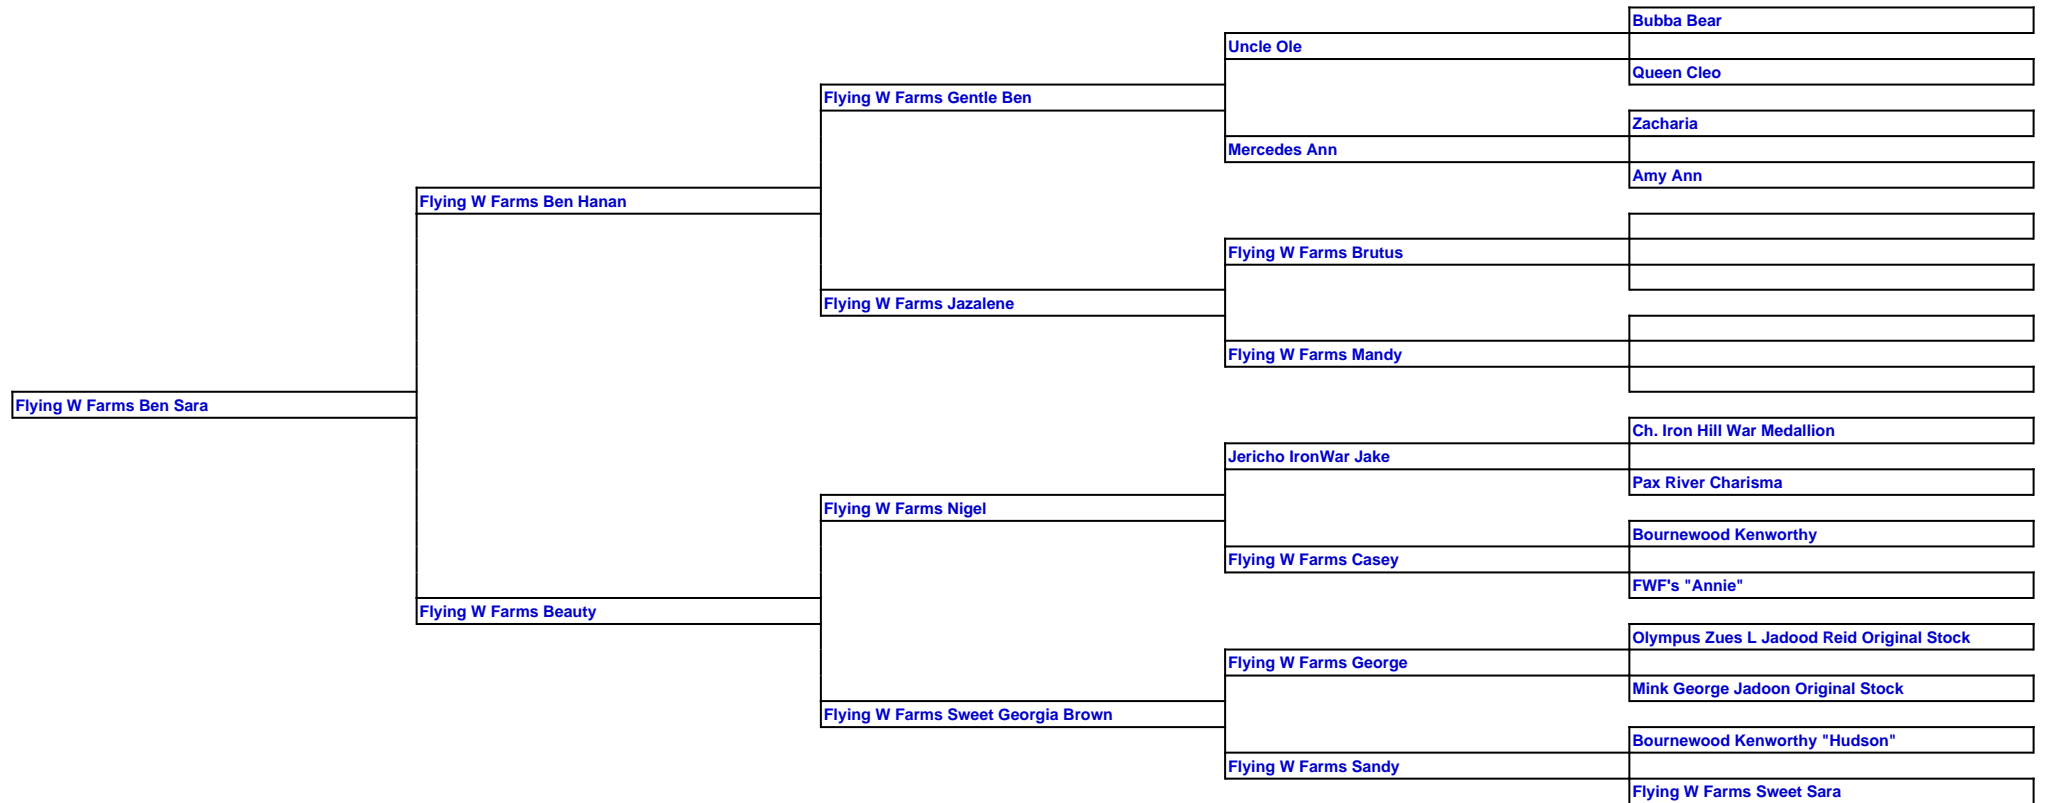 Bubba Bear
Uncle Ole
Queen Cleo
Flying W Farms Gentle Ben
Zacharia
Mercedes Ann
Amy Ann
Flying W Farms Ben Hanan
Flying W Farms Brutus
Flying W Farms Jazalene
Flying W Farms Mandy
Flying W Farms Ben Sara
Ch. Iron Hill War Medallion
Jericho IronWar Jake
Pax River Charisma
Flying W Farms Nigel
Bournewood Kenworthy
Flying W Farms Casey
FWF's "Annie"
Flying W Farms Beauty
Olympus Zues L Jadood Reid Original Stock
Flying W Farms George
Mink George Jadoon Original Stock
Flying W Farms Sweet Georgia Brown
Bournewood Kenworthy "Hudson"
Flying W Farms Sandy
Flying W Farms Sweet Sara